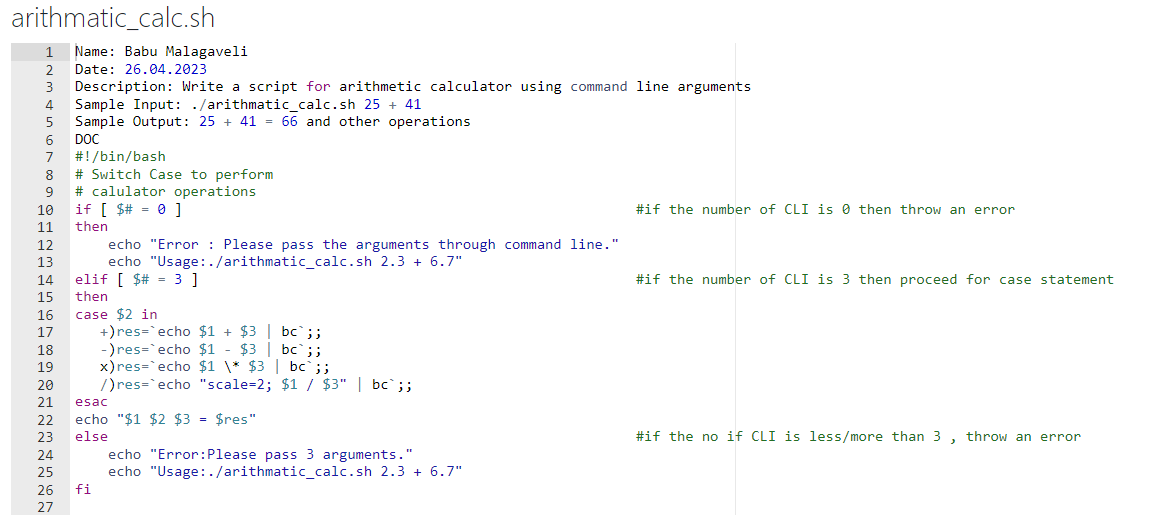 arithmatic_calc.sh
1 Name: Babu Malagaveli
2 Date: 26.04.2023
3 Description: Write a script for arithmetic calculator using command line arguments
4 Sample Input: ./arithmatic_calc.sh 25 + 41
5 Sample Output: 25 + 41 = 66 and other operations
6 DOC
7 #!/bin/bash
8 # Switch Case to perform
9 # calulator operations
10 if [ $# = 0 ] #if the number of CLI is 0 then throw an error
11 then
12     echo "Error : Please pass the arguments through command line."
13     echo "Usage:./arithmatic_calc.sh 2.3 + 6.7"
14 elif [ $# = 3 ] #if the number of CLI is 3 then proceed for case statement
15 then
16 case $2 in
17    +)res=`echo $1 + $3 | bc`;;
18    -)res=`echo $1 - $3 | bc`;;
19    x)res=`echo $1 \* $3 | bc`;;
20    /)res=`echo "scale=2; $1 / $3" | bc`;;
21 esac
22 echo "$1 $2 $3 = $res"
23 else #if the no if CLI is less/more than 3 , throw an error
24     echo "Error:Please pass 3 arguments."
25     echo "Usage:./arithmatic_calc.sh 2.3 + 6.7"
26 fi
27